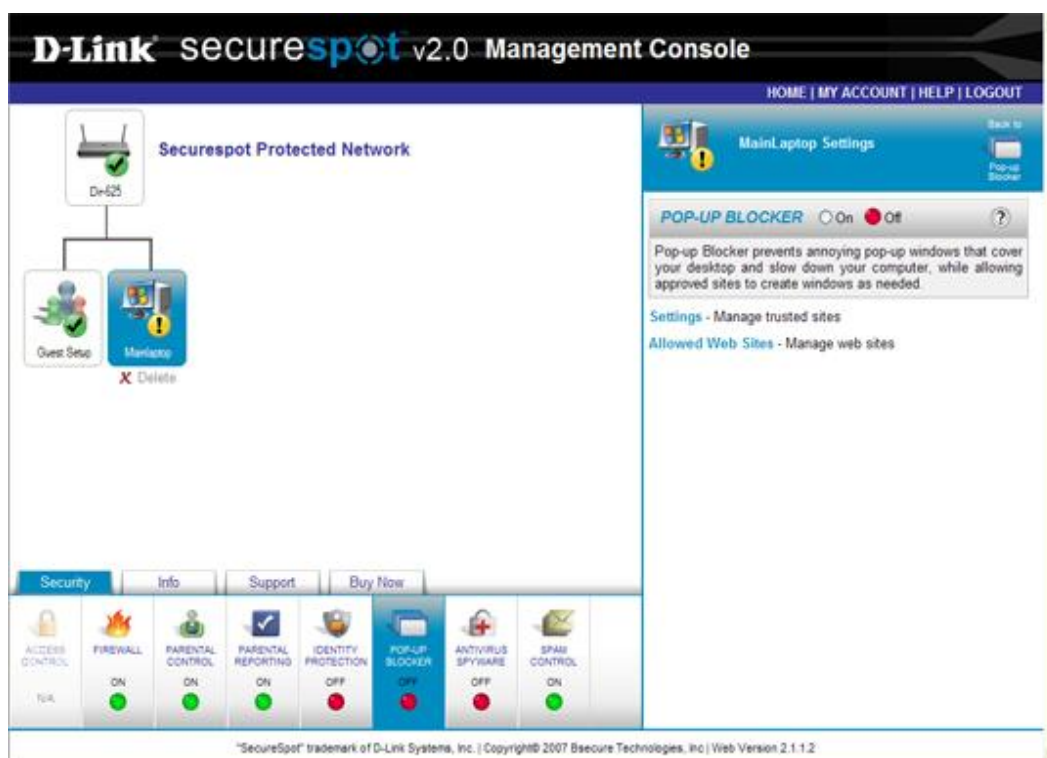 D-Link securespot v2.0 Management Console
HOME | MY ACCOUNT | HELP | LOGOUT
Securespot Protected Network
Dir-625
Guest Setup
Mainlaptop
X Delete
MainLaptop Settings
Back to
Pop-up
Blocker
POP-UP BLOCKER On Off ?
Pop-up Blocker prevents annoying pop-up windows that cover
your desktop and slow down your computer, while allowing
approved sites to create windows as needed.
Settings - Manage trusted sites
Allowed Web Sites - Manage web sites
Security Info Support Buy Now
ACCESS CONTROL
N/A
FIREWALL
ON
PARENTAL CONTROL
ON
PARENTAL REPORTING
ON
IDENTITY PROTECTION
OFF
POP-UP BLOCKER
OFF
ANTIVIRUS SPYWARE
OFF
SPAM CONTROL
ON
"SecureSpot" trademark of D-Link Systems, Inc. | Copyright© 2007 Bsecure Technologies, Inc | Web Version 2.1.1.2